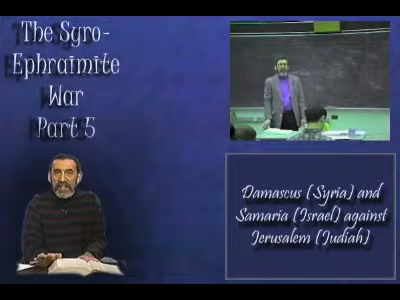 The Syro-
Ephraimite
War
Part 5
Damascus (Syria) and
Samaria (Israel) against
Jerusalem (Judiah)